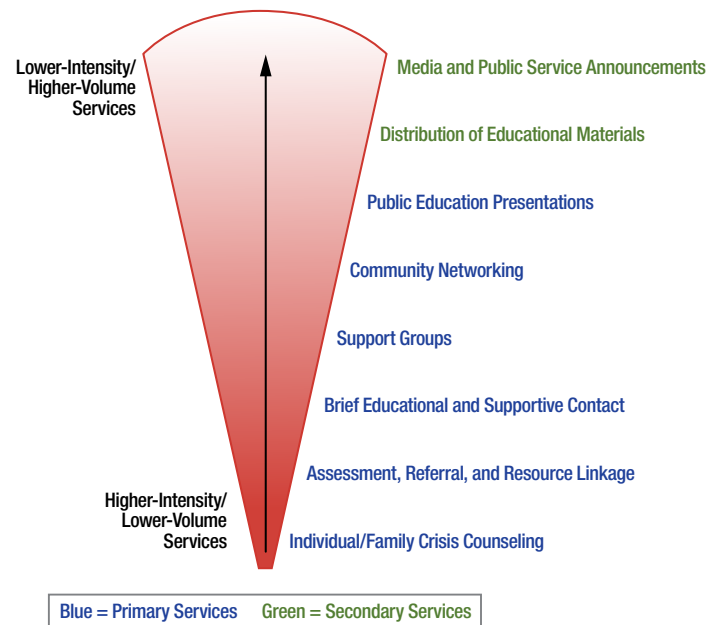 Lower-Intensity/
Higher-Volume
Services
Media and Public Service Announcements
Distribution of Educational Materials
Public Education Presentations
Community Networking
Support Groups
Brief Educational and Supportive Contact
Assessment, Referral, and Resource Linkage
Higher-Intensity/
Lower-Volume
Services
Individual/Family Crisis Counseling
Blue = Primary Services Green = Secondary Services